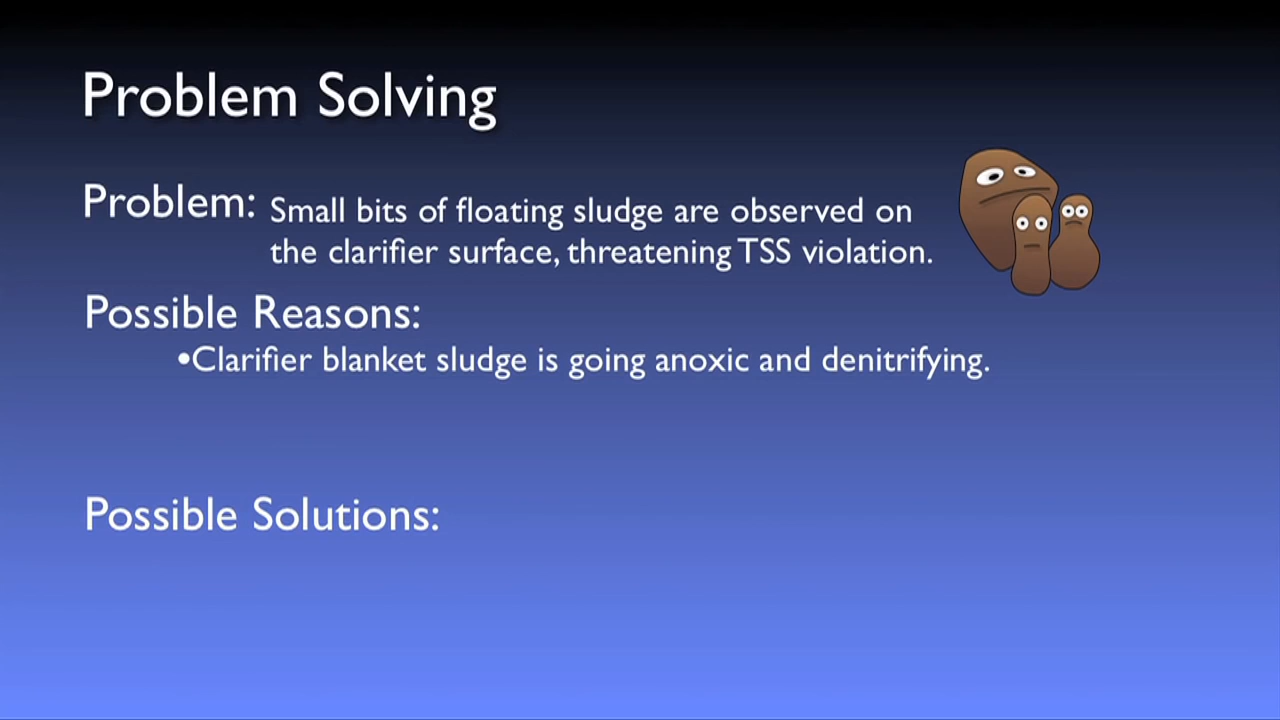 Problem Solving
Problem: Small bits of floating sludge are observed on
the clarifier surface, threatening TSS violation.
Possible Reasons:
•Clarifier blanket sludge is going anoxic and denitrifying.
Possible Solutions: